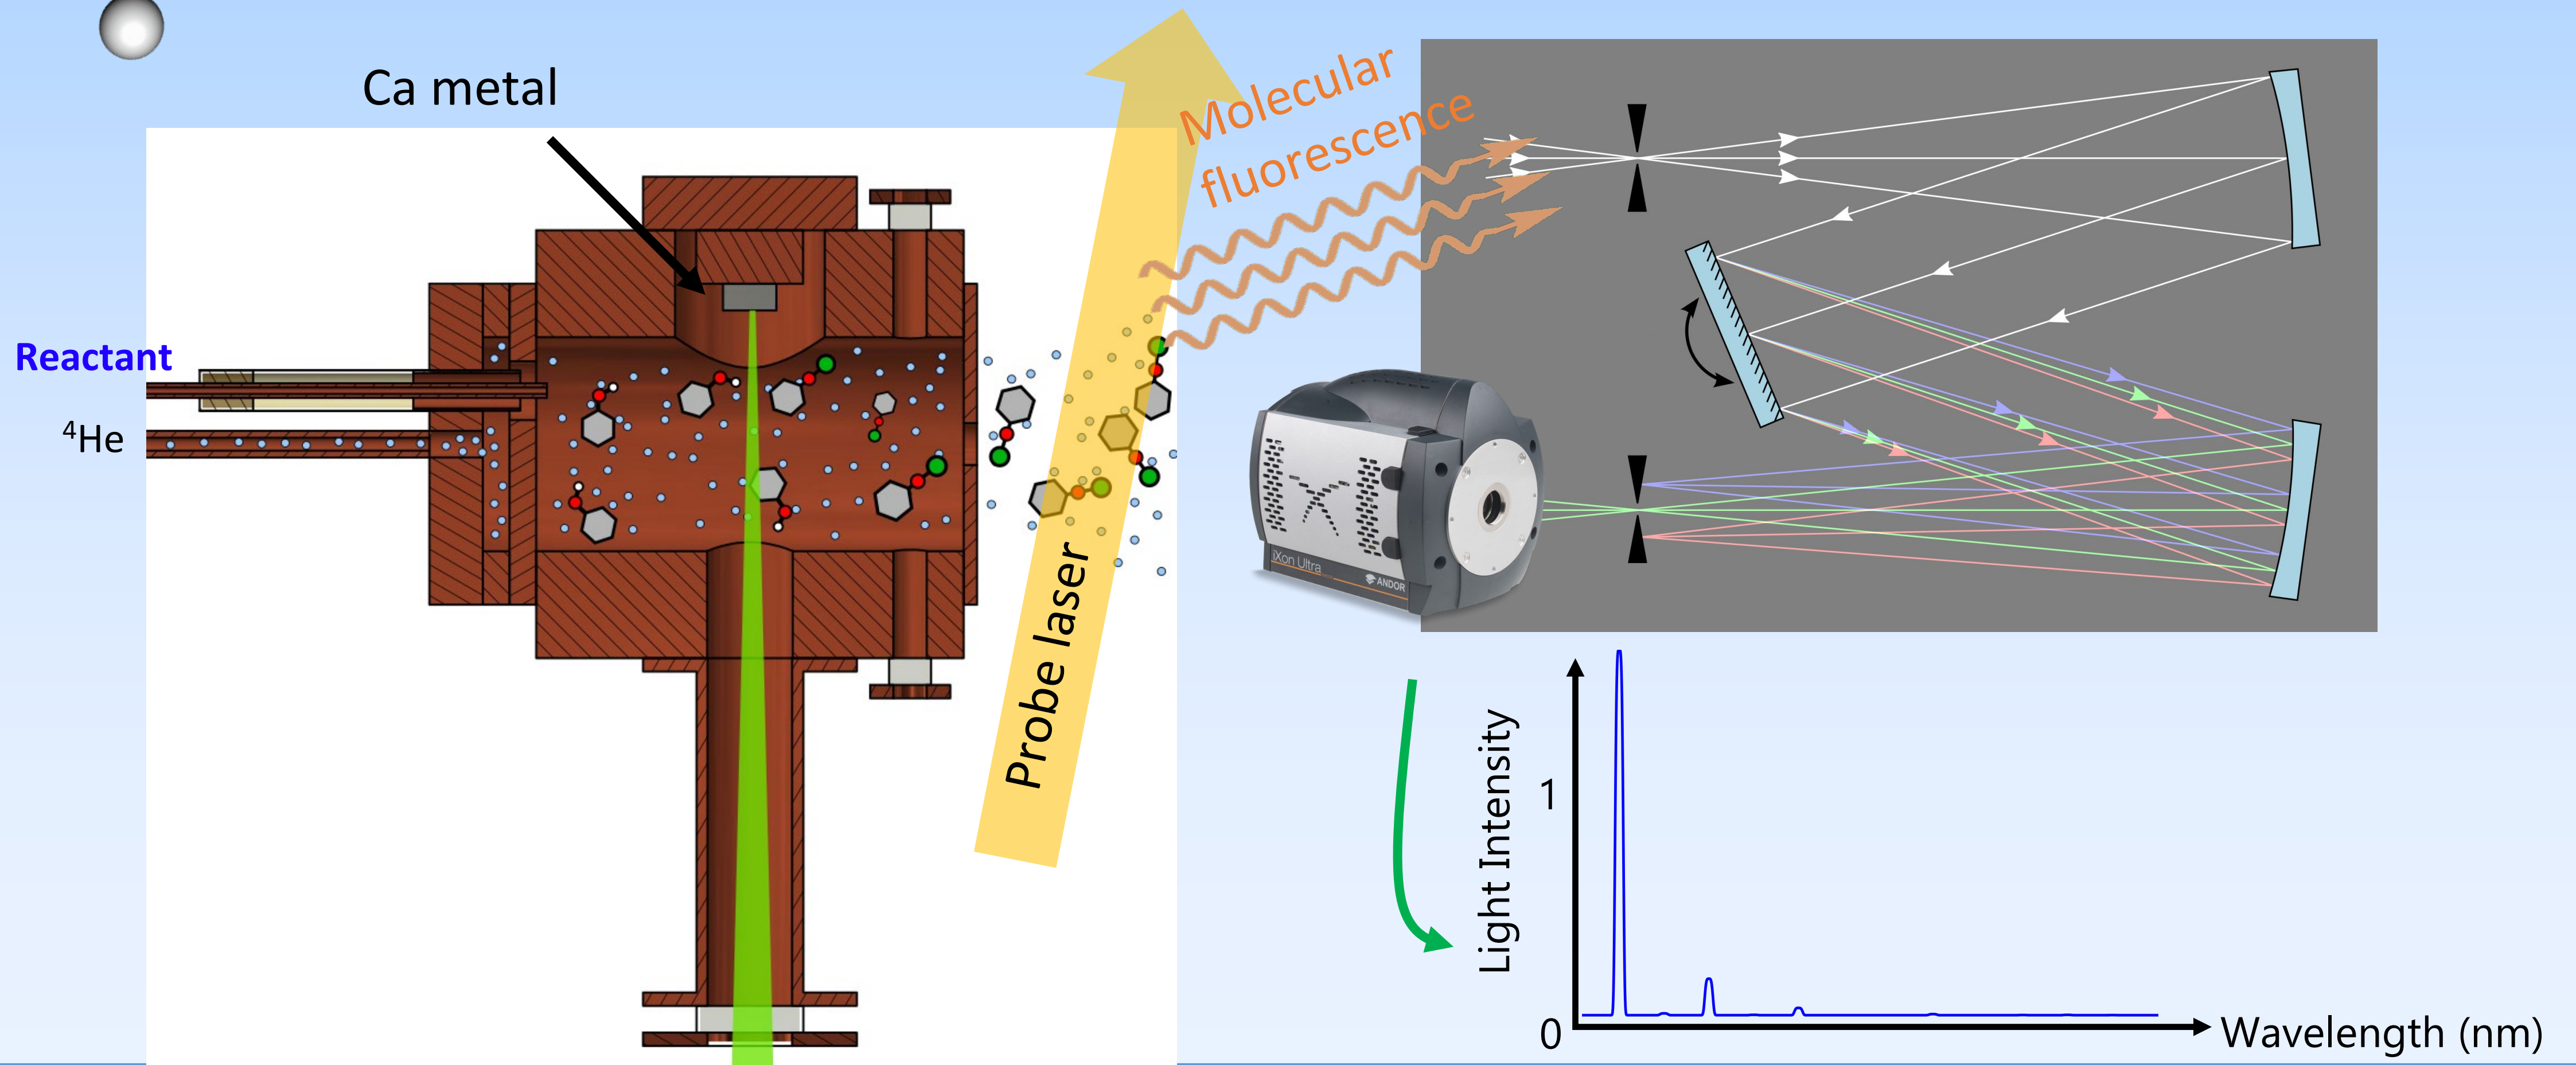 Ca metal
Reactant
⁴He
Probe laser
Molecular
fluorescence
iXon Ultra
ANDOR
Light Intensity
1
0
Wavelength (nm)